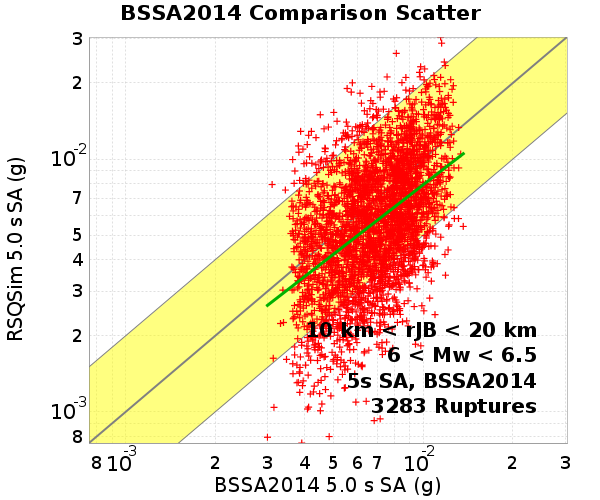 BSSA2014 Comparison Scatter
3
2
10-2
7
5
4
3
2
10-3
8
RSQSim 5.0 s SA (g)
10 km < rJB < 20 km
6 < Mw < 6.5
5s SA, BSSA2014
3283 Ruptures
8 10-3 2 3 4 5 6 7 10-2 2 3
BSSA2014 5.0 s SA (g)